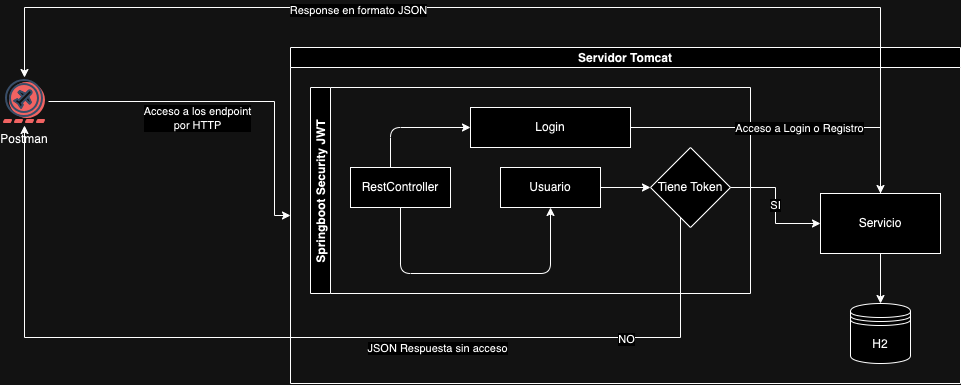 Response en formato JSON
Servidor Tomcat
Postman
Acceso a los endpoint
por HTTP
Springboot Security JWT
Login
Acceso a Login o Registro
RestController
Usuario
Tiene Token
SI
Servicio
NO
JSON Respuesta sin acceso
H2